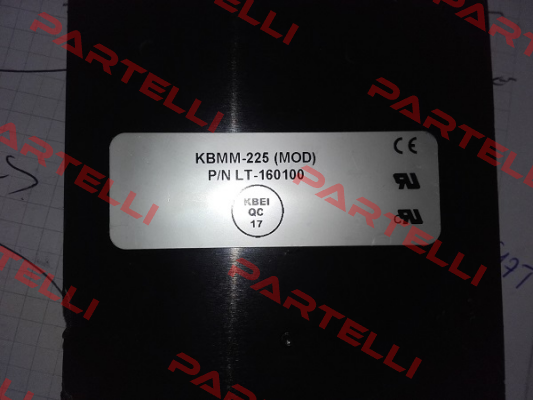 PARTELLI
PARTELLI
PARTELLI
KBMM-225 (MOD)
P/N LT-160100
KBEI
QC
17
CE
PARTELLI
PARTELLI
PARTELLI
PARTELLI